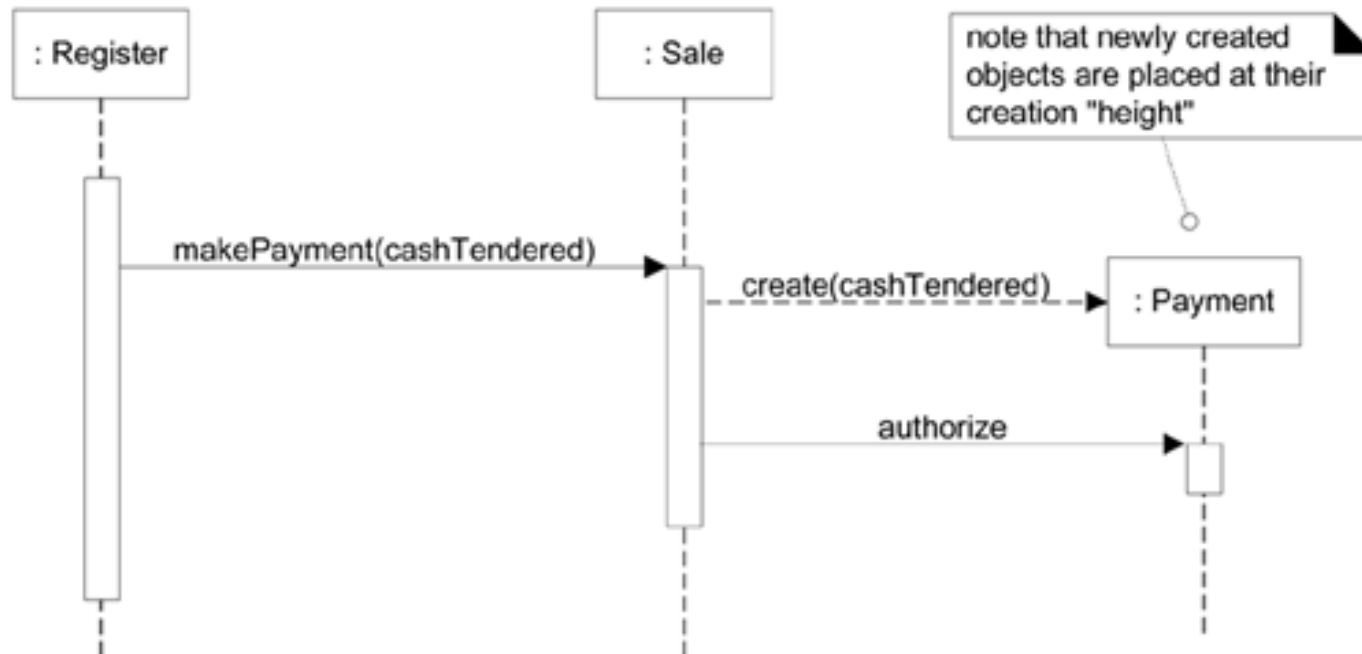 : Register
: Sale
note that newly created
objects are placed at their
creation "height"
makePayment(cashTendered)
create(cashTendered)
: Payment
authorize